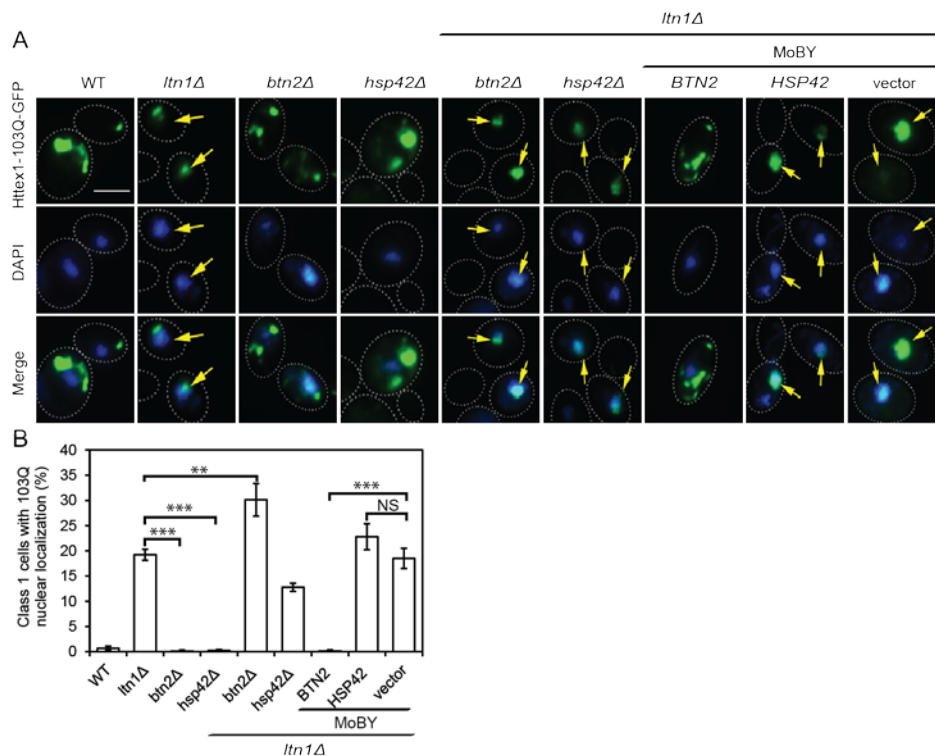 ltn1Δ
A
MoBY
WT ltn1Δ btn2Δ hsp42Δ btn2Δ hsp42Δ BTN2 HSP42 vector
Httex1-103Q-GFP
DAPI
Merge
B
Class 1 cells with 103Q
nuclear localization (%)
40
35
30
25
20
15
10
5
0
**
***
***
***
NS
WT ltn1Δ btn2Δ hsp42Δ btn2Δ hsp42Δ BTN2 HSP42 vector
MoBY
ltn1Δ